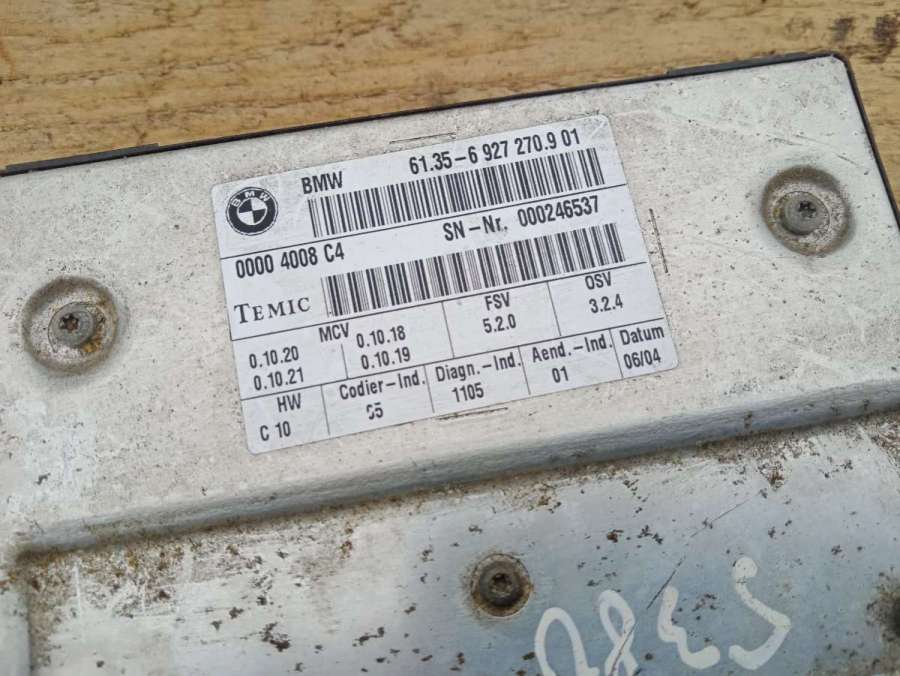 BMW 61.35-6 927 270.9 01
BMW
SN-Nr. 000246537
0000 4008 C4
TEMIC
MCV FSV OSV
0.10.20 0.10.18 5.2.0 3.2.4
0.10.21 0.10.19
HW Codier-Ind. Diagn.-Ind. Aend.-Ind. Datum
C 10 1105 01 06/04